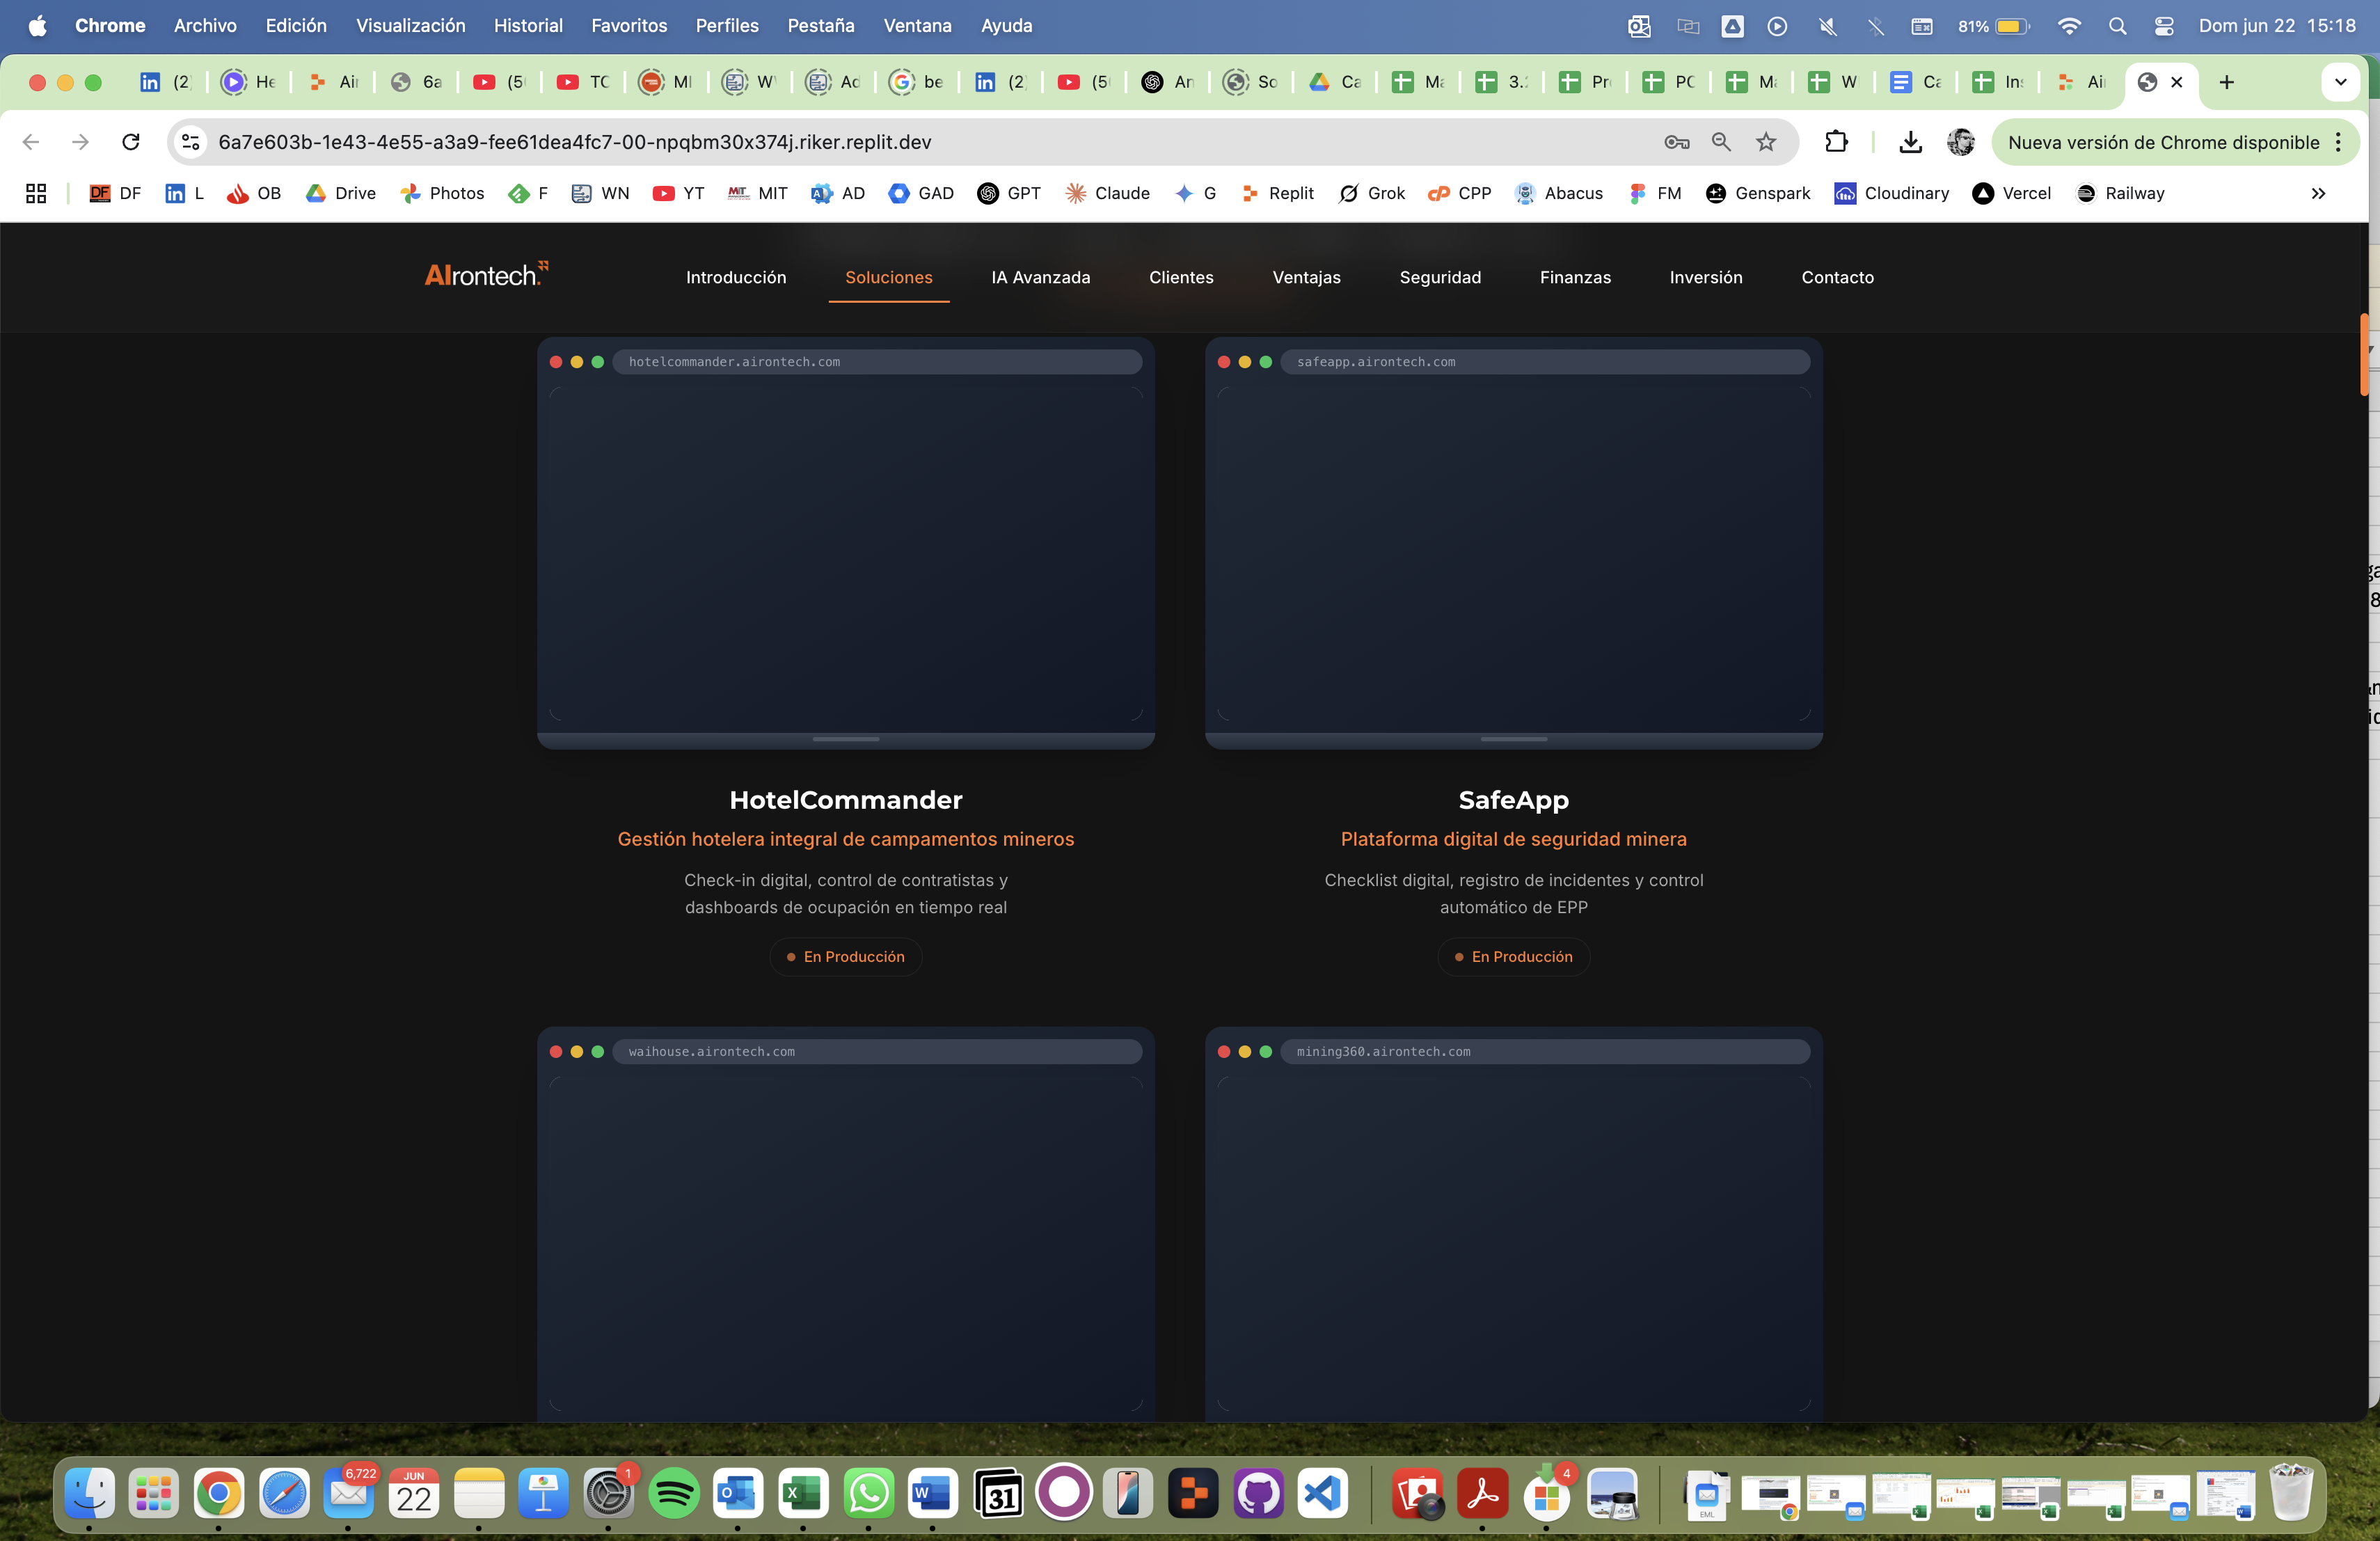 Chrome Archivo Edición Visualización Historial Favoritos Perfiles Pestaña Ventana Ayuda 81% Dom jun 22 15:18
(2 He Air 6a (5 TC MI W Ad be (2 (5 An So Ca Ma 3. Pr PC Ma W Ca In Ai
6a7e603b-1e43-4e55-a3a9-fee61dea4fc7-00-npqbm30x374j.riker.replit.dev Nueva versión de Chrome disponible
DF L OB Drive Photos F WN YT MIT AD GAD GPT Claude G Replit Grok CPP Abacus FM Genspark Cloudinary Vercel Railway
AIrontech. Introducción Soluciones IA Avanzada Clientes Ventajas Seguridad Finanzas Inversión Contacto
hotelcommander.airontech.com
safeapp.airontech.com
HotelCommander
Gestión hotelera integral de campamentos mineros
Check-in digital, control de contratistas y
dashboards de ocupación en tiempo real
En Producción
SafeApp
Plataforma digital de seguridad minera
Checklist digital, registro de incidentes y control
automático de EPP
En Producción
waihouse.airontech.com
mining360.airontech.com
6,722
JUN
22
1
31
4
EML